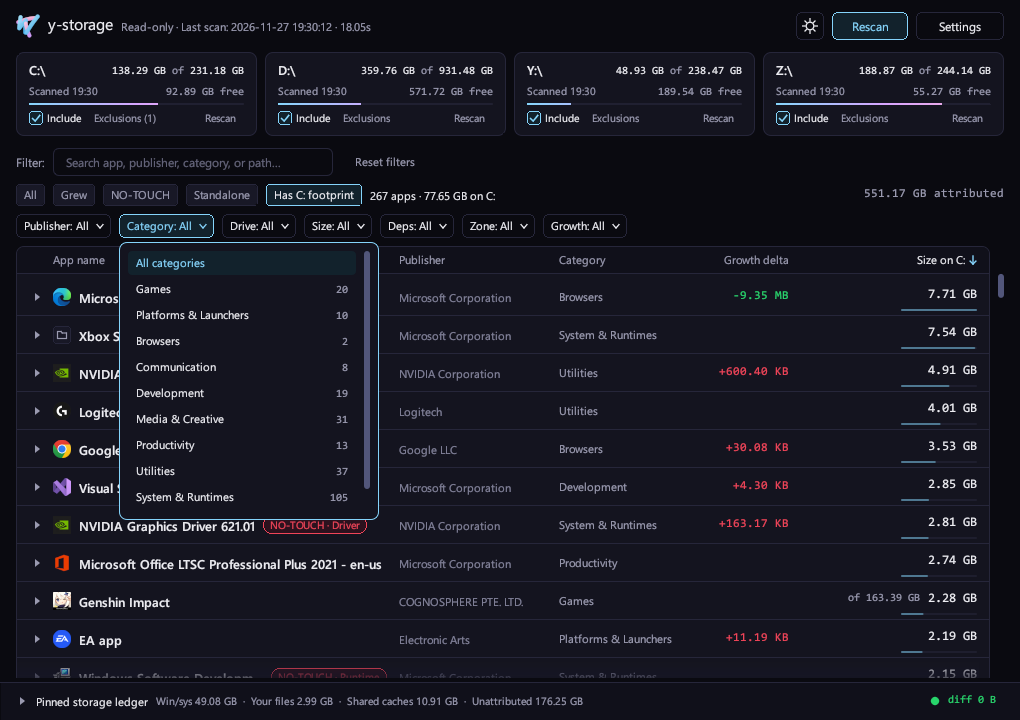 y-storage Read-only · Last scan: 2026-11-27 19:30:12 · 18.05s Rescan Settings
C:\ 138.29 GB of 231.18 GB
Scanned 19:30 92.89 GB free
Include Exclusions (1) Rescan
D:\ 359.76 GB of 931.48 GB
Scanned 19:30 571.72 GB free
Include Exclusions Rescan
Y:\ 48.93 GB of 238.47 GB
Scanned 19:30 189.54 GB free
Include Exclusions Rescan
Z:\ 188.87 GB of 244.14 GB
Scanned 19:30 55.27 GB free
Include Exclusions Rescan
Filter: Search app, publisher, category, or path... Reset filters
All Grew NO-TOUCH Standalone Has C: footprint 267 apps · 77.65 GB on C: 551.17 GB attributed
Publisher: All Category: All Drive: All Size: All Deps: All Zone: All Growth: All
All categories
Games 20
Platforms & Launchers 10
Browsers 2
Communication 8
Development 19
Media & Creative 31
Productivity 13
Utilities 37
System & Runtimes 105
App name Publisher Category Growth delta Size on C:
Micros Microsoft Corporation Browsers -9.35 MB 7.71 GB
Xbox S Microsoft Corporation System & Runtimes 7.54 GB
NVIDIA NVIDIA Corporation Utilities +600.40 KB 4.91 GB
Logitec Logitech Utilities 4.01 GB
Google Google LLC Browsers +30.08 KB 3.53 GB
Visual S Microsoft Corporation Development +4.30 KB 2.85 GB
NVIDIA Graphics Driver 621.01 NO-TOUCH · Driver NVIDIA Corporation System & Runtimes +163.17 KB 2.81 GB
Microsoft Office LTSC Professional Plus 2021 - en-us Microsoft Corporation Productivity 2.74 GB
Genshin Impact COGNOSPHERE PTE. LTD. Games of 163.39 GB 2.28 GB
EA app Electronic Arts Platforms & Launchers +11.19 KB 2.19 GB
Windows Software Developm NO-TOUCH · Runtime Microsoft Corporation System & Runtimes 2.15 GB
Pinned storage ledger Win/sys 49.08 GB · Your files 2.99 GB · Shared caches 10.91 GB · Unattributed 176.25 GB diff 0 B